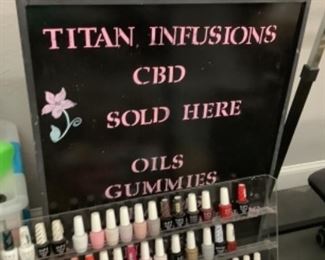 TITAN INFUSIONS
CBD
SOLD HERE
OILS
GUMMIES